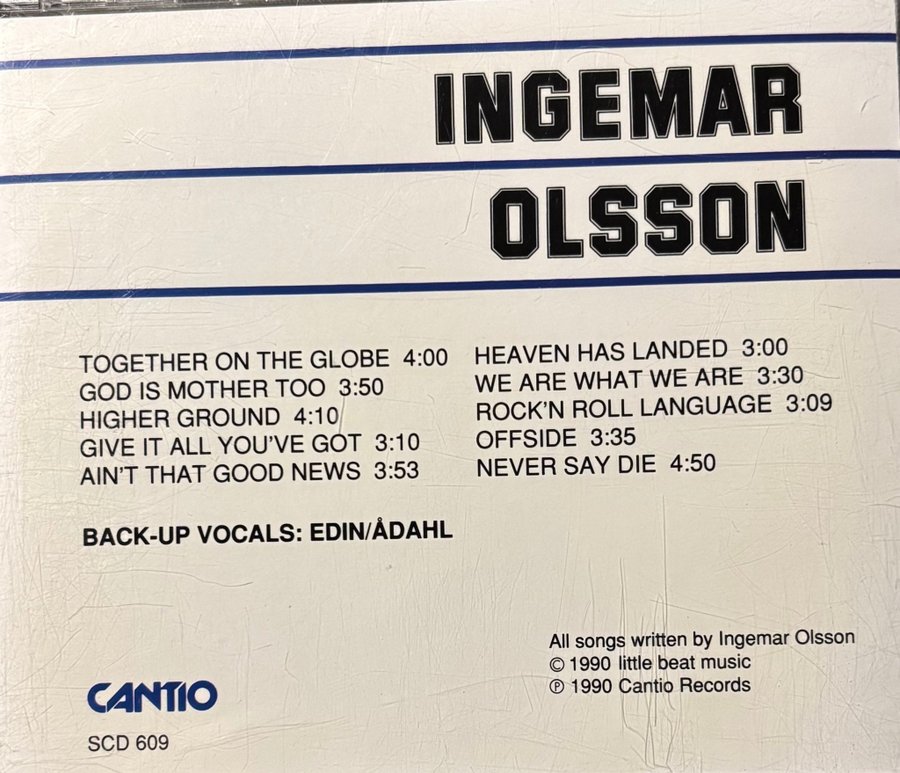 INGEMAR
OLSSON
TOGETHER ON THE GLOBE 4:00
GOD IS MOTHER TOO 3:50
HIGHER GROUND 4:10
GIVE IT ALL YOU'VE GOT 3:10
AIN'T THAT GOOD NEWS 3:53
HEAVEN HAS LANDED 3:00
WE ARE WHAT WE ARE 3:30
ROCK'N ROLL LANGUAGE 3:09
OFFSIDE 3:35
NEVER SAY DIE 4:50
BACK-UP VOCALS: EDIN/ÅDAHL
All songs written by Ingemar Olsson
© 1990 little beat music
℗ 1990 Cantio Records
CANTIO
SCD 609